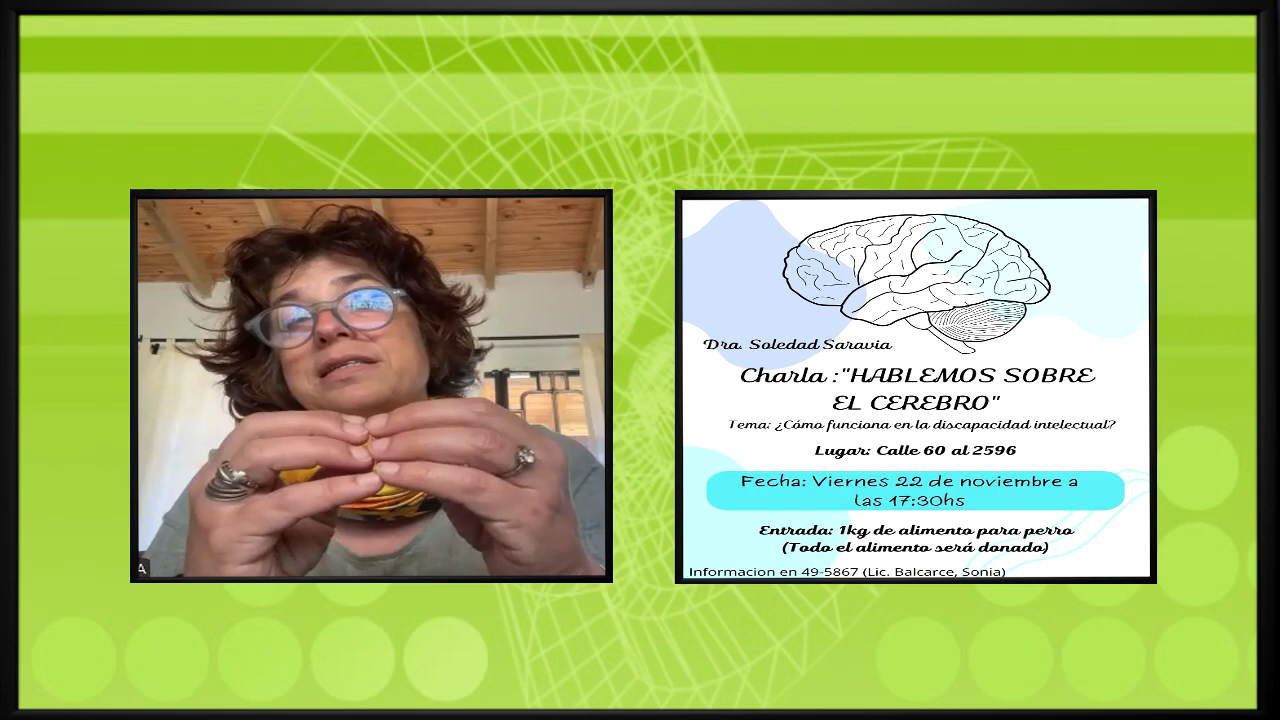 Dra. Soledad Saravia
Charla :"HABLEMOS SOBRE
EL CEREBRO"
Tema: ¿Cómo funciona en la discapacidad intelectual?
Lugar: Calle 60 al 2596
Fecha: Viernes 22 de noviembre a
las 17:30hs
Entrada: 1kg de alimento para perro
(Todo el alimento será donado)
Informacion en 49-5867 (Lic. Balcarce, Sonia)
A